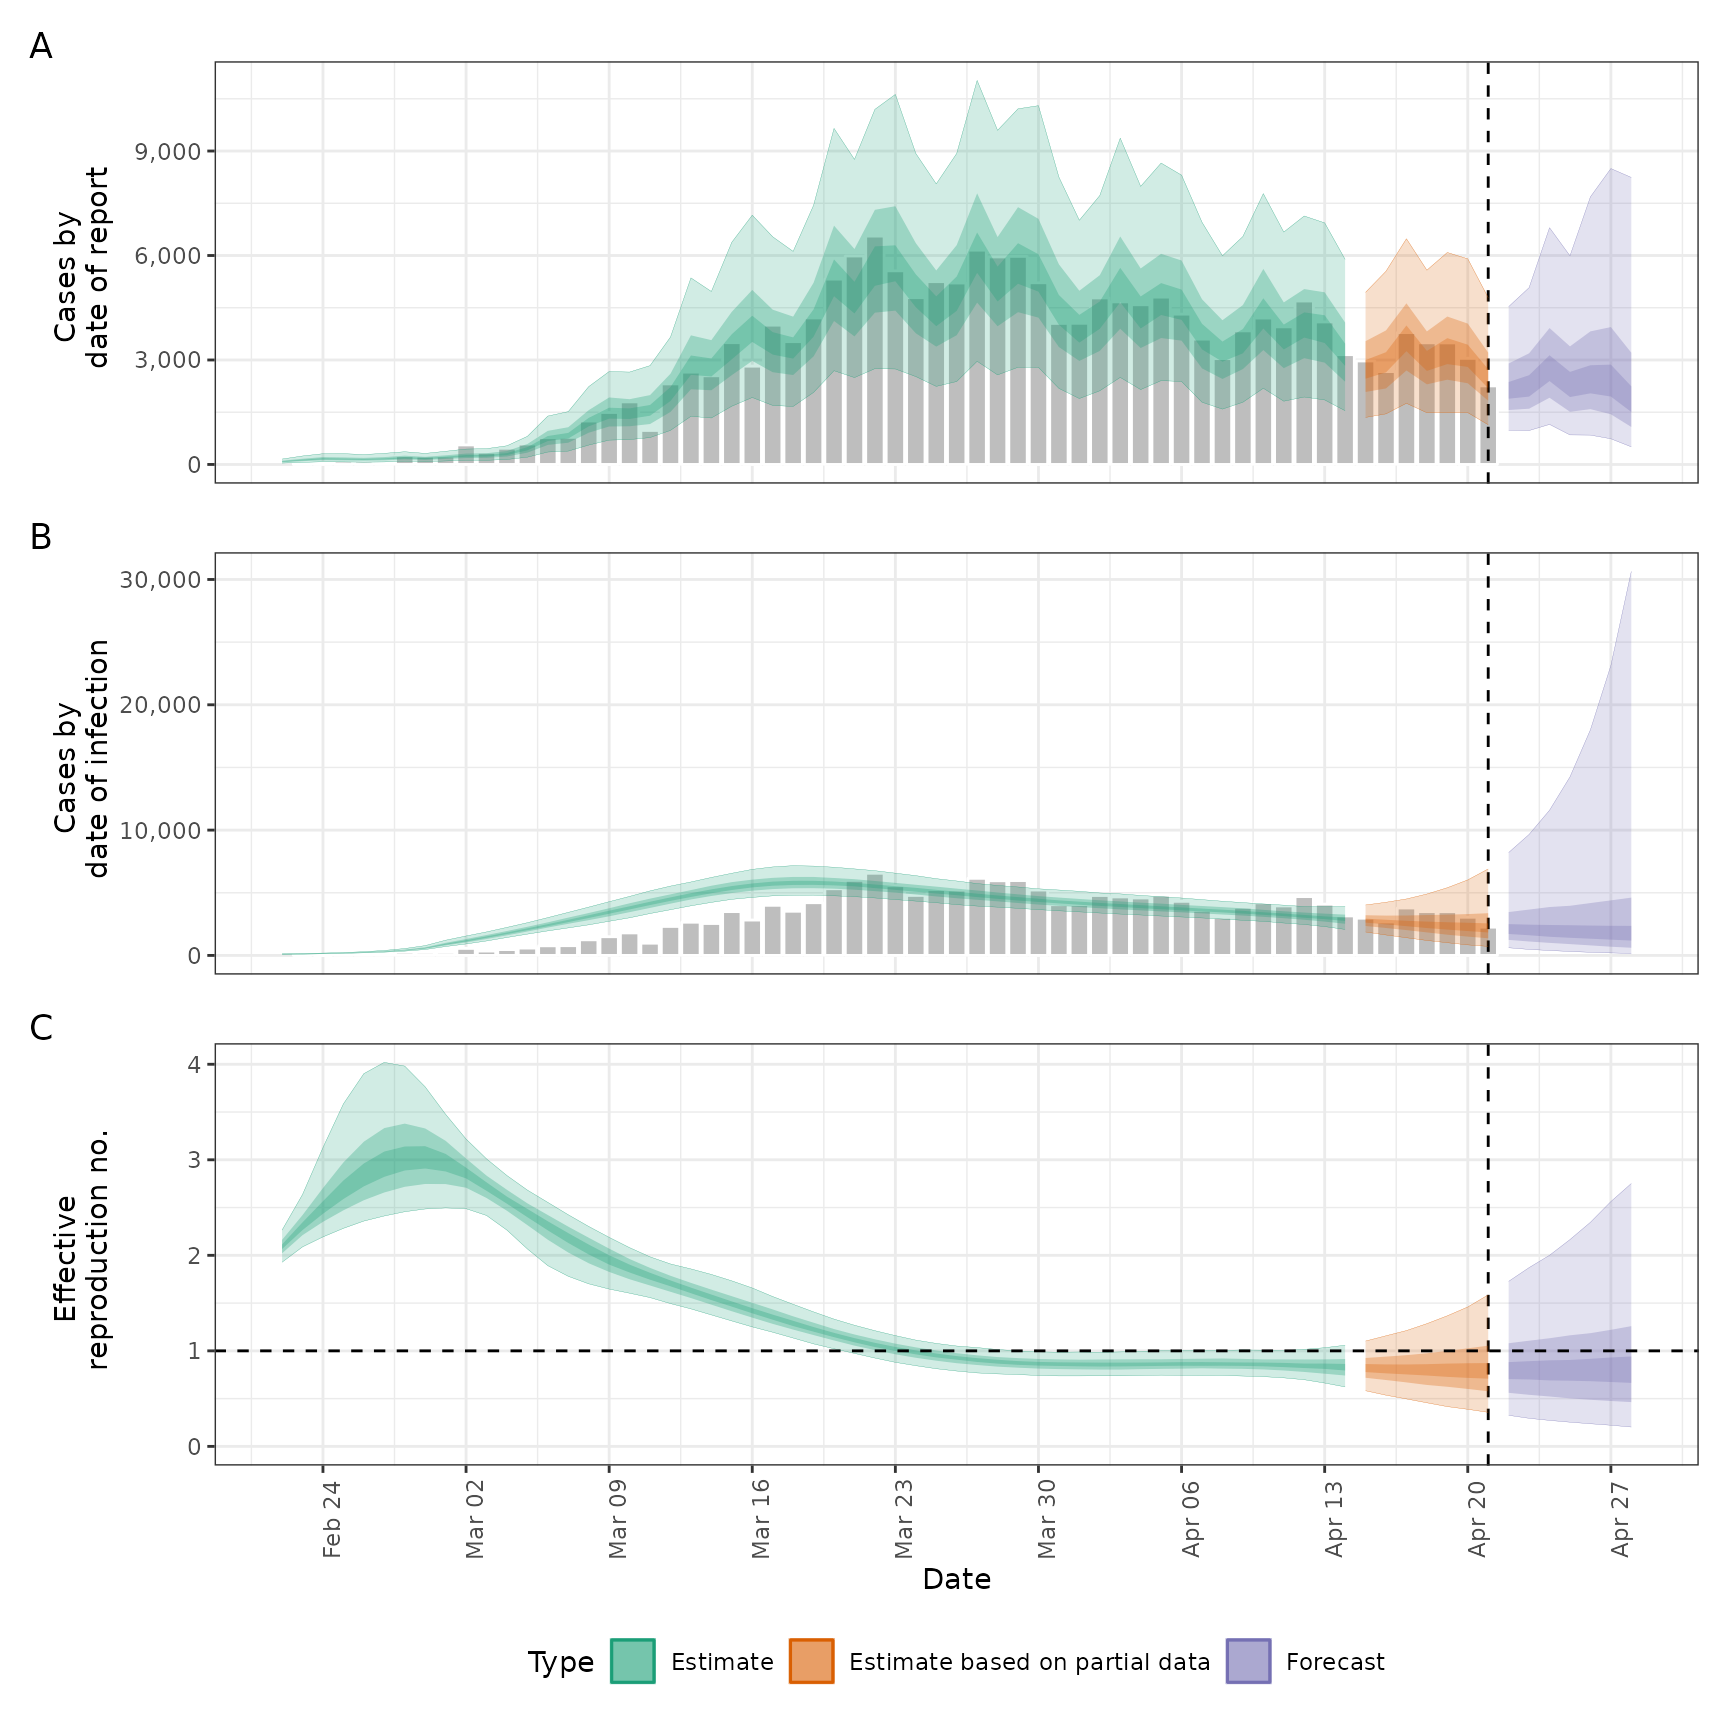 A
Cases by
date of report
9,000
6,000
3,000
0
B
Cases by
date of infection
30,000
20,000
10,000
0
C
Effective
reproduction no.
4
3
2
1
0
Feb 24
Mar 02
Mar 09
Mar 16
Mar 23
Mar 30
Apr 06
Apr 13
Apr 20
Apr 27
Date
Type Estimate Estimate based on partial data Forecast